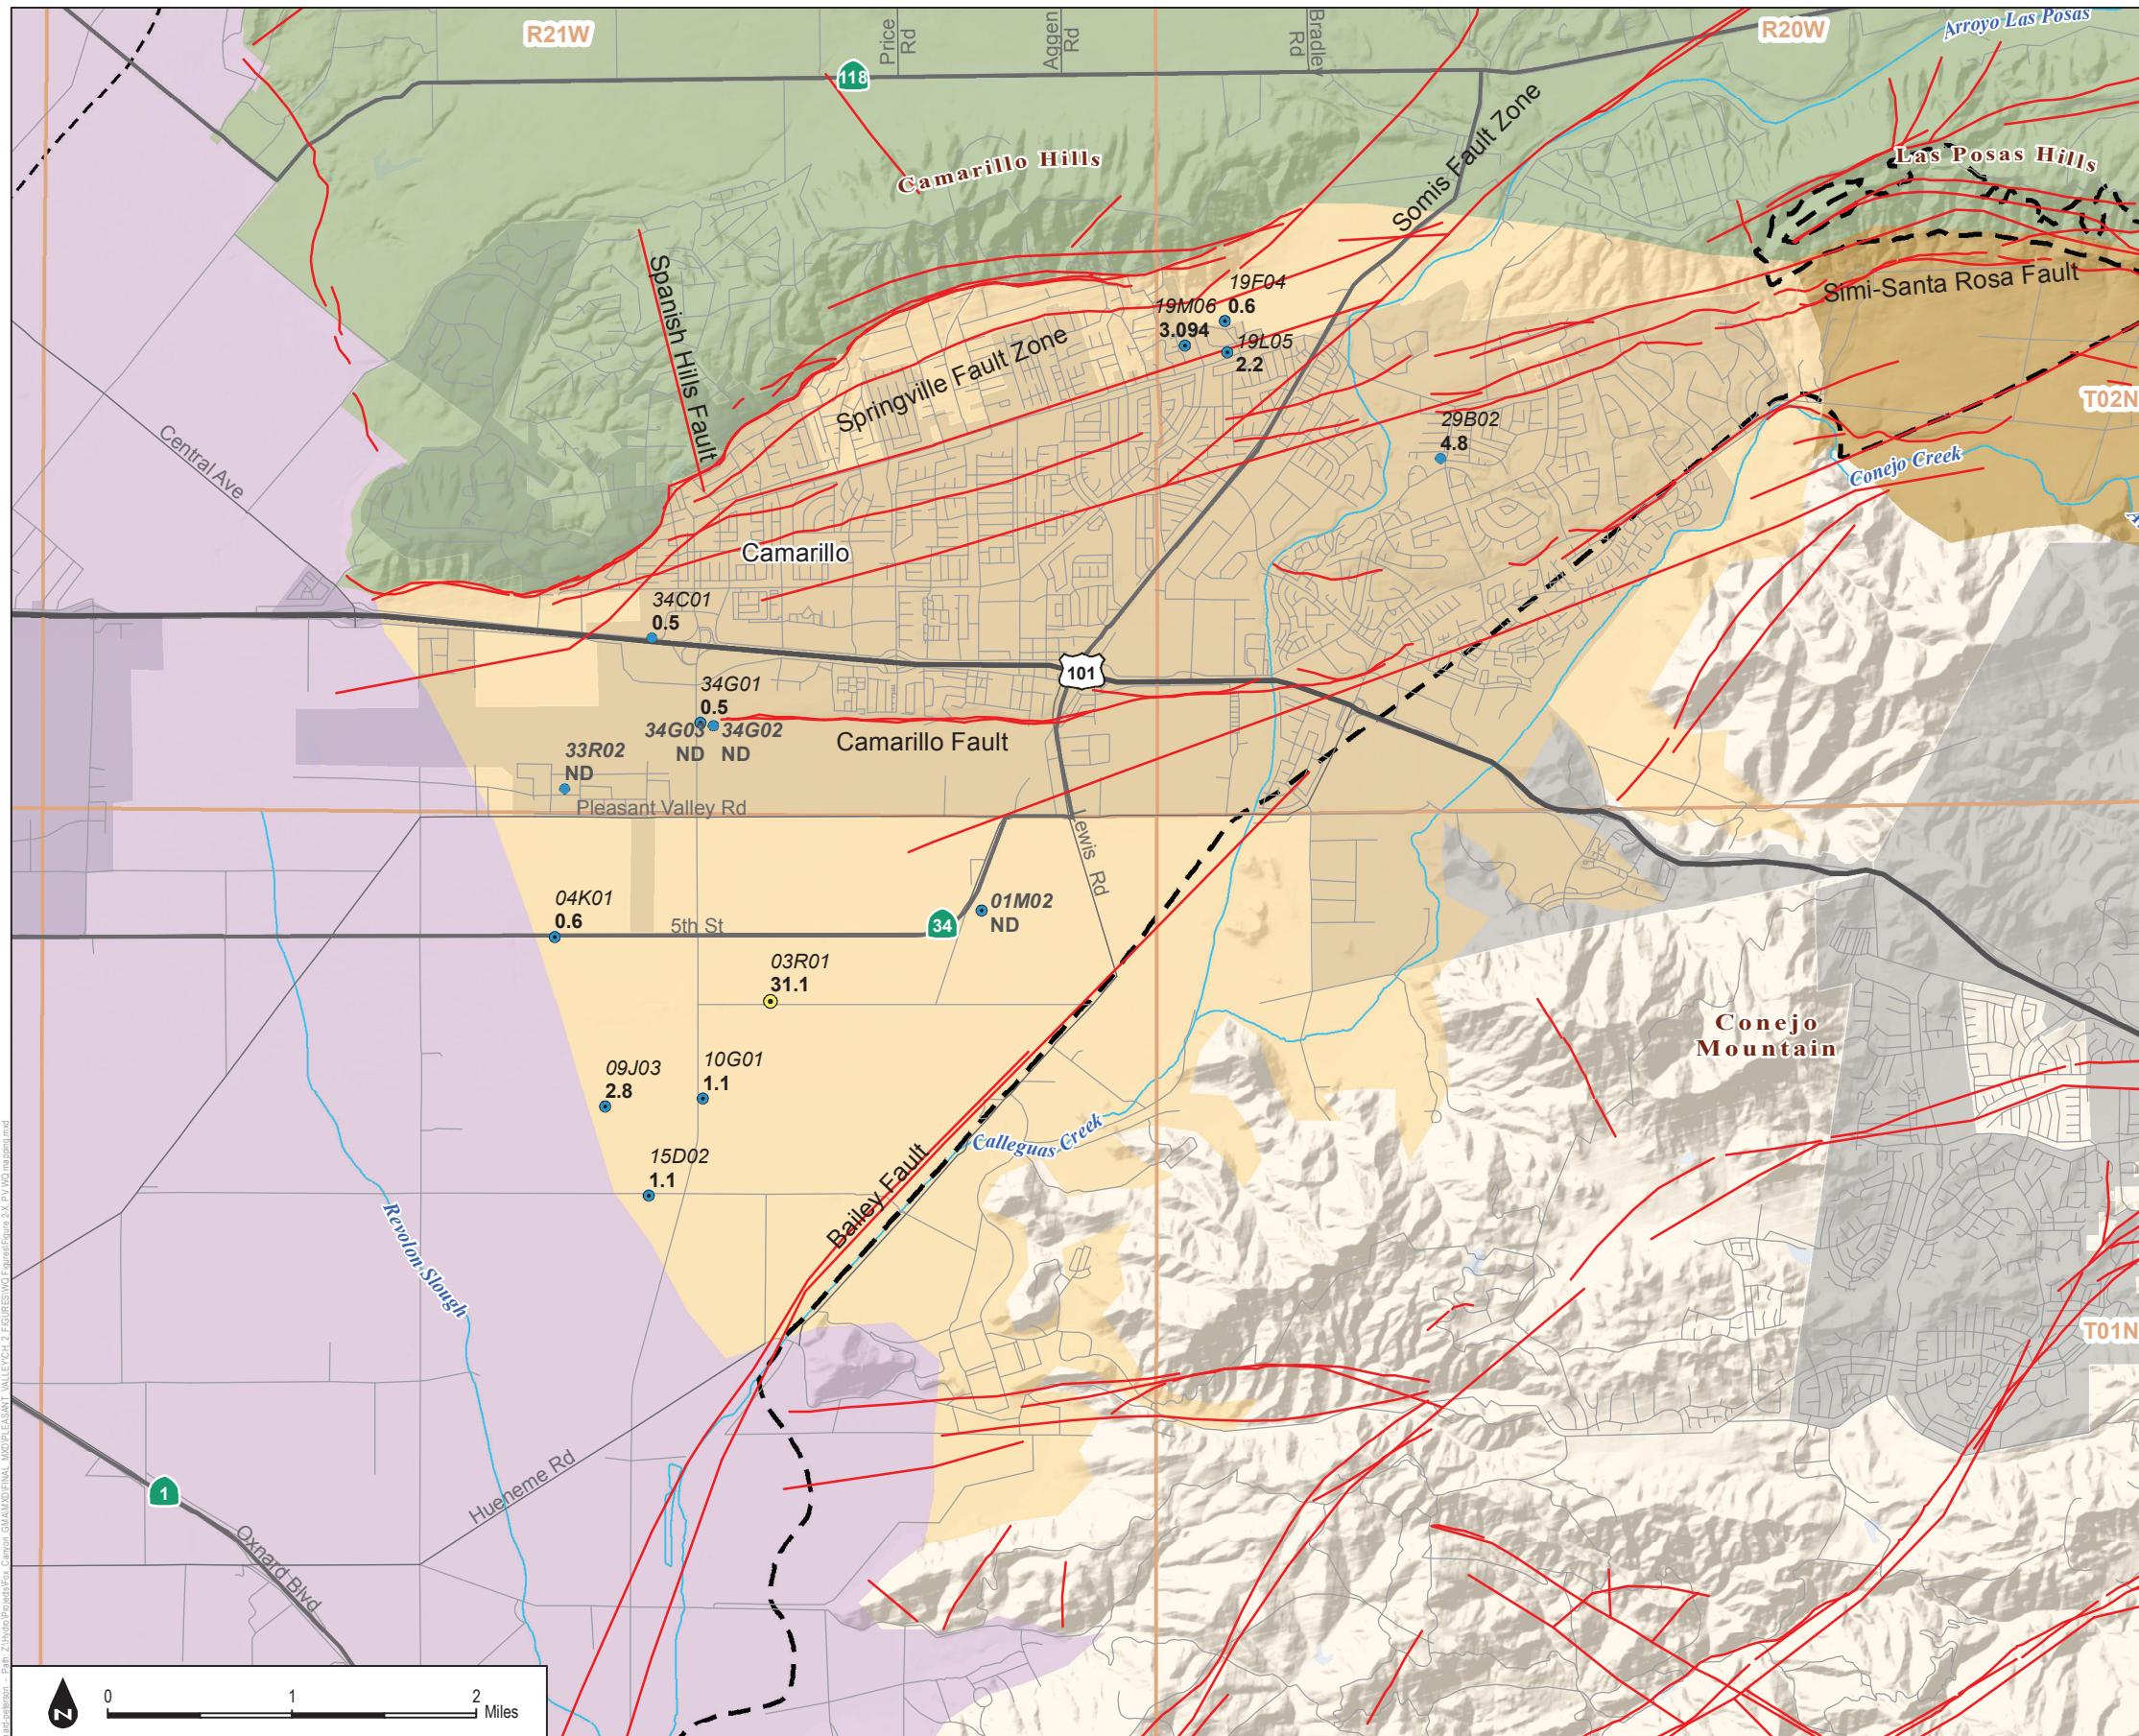 R21W
Price
Rd
Aggen
Rd
Bradley
Rd
R20W
Arroyo Las Posas
118
Camarillo Hills
Somis Fault Zone
Las Posas Hills
Spanish Hills Fault
Simi-Santa Rosa Fault
19F04
0.6
19M06
3.094
19L05
2.2
Springville Fault Zone
T02N
29B02
4.8
Central Ave
Conejo Creek
Camarillo
34C01
0.5
101
34G01
0.5
34G03
ND
34G02
ND
Camarillo Fault
33R02
ND
Pleasant Valley Rd
Lewis Rd
04K01
0.6
5th St
34
01M02
ND
03R01
31.1
Conejo
Mountain
09J03
2.8
10G01
1.1
Calleguas Creek
15D02
1.1
Bailey Fault
Revolon Slough
T01N
Hueneme Rd
1
Oxnard Blvd
N
0 1 2
Miles